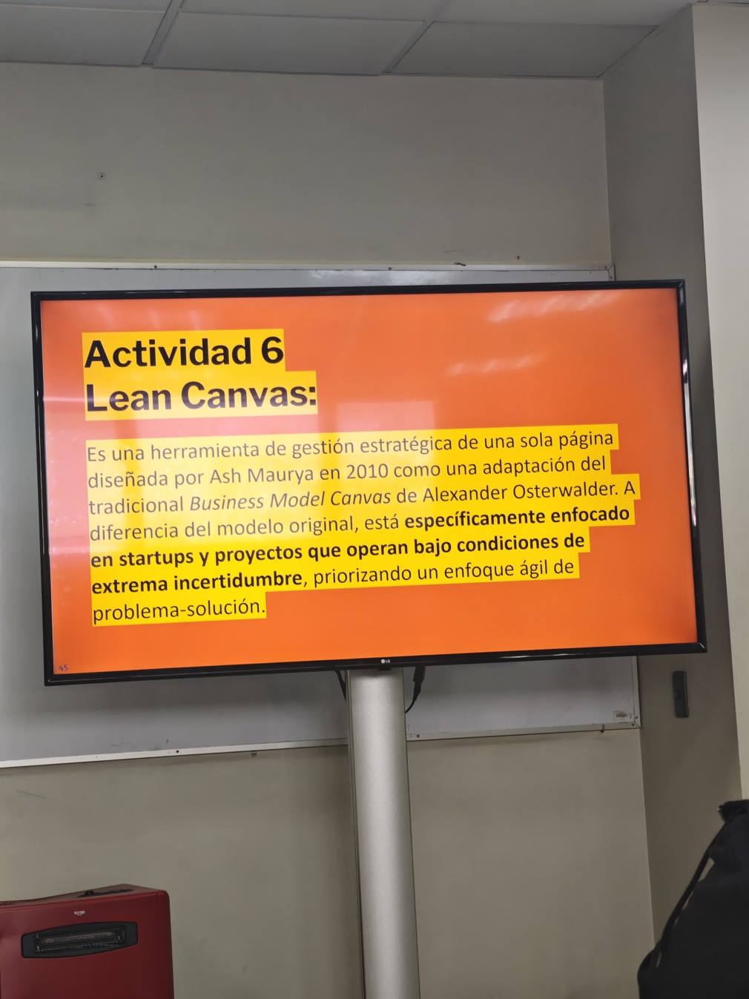 Actividad 6
Lean Canvas:
Es una herramienta de gestión estratégica de una sola página
diseñada por Ash Maurya en 2010 como una adaptación del
tradicional Business Model Canvas de Alexander Osterwalder. A
diferencia del modelo original, está específicamente enfocado
en startups y proyectos que operan bajo condiciones de
extrema incertidumbre, priorizando un enfoque ágil de
problema-solución.
45
LG